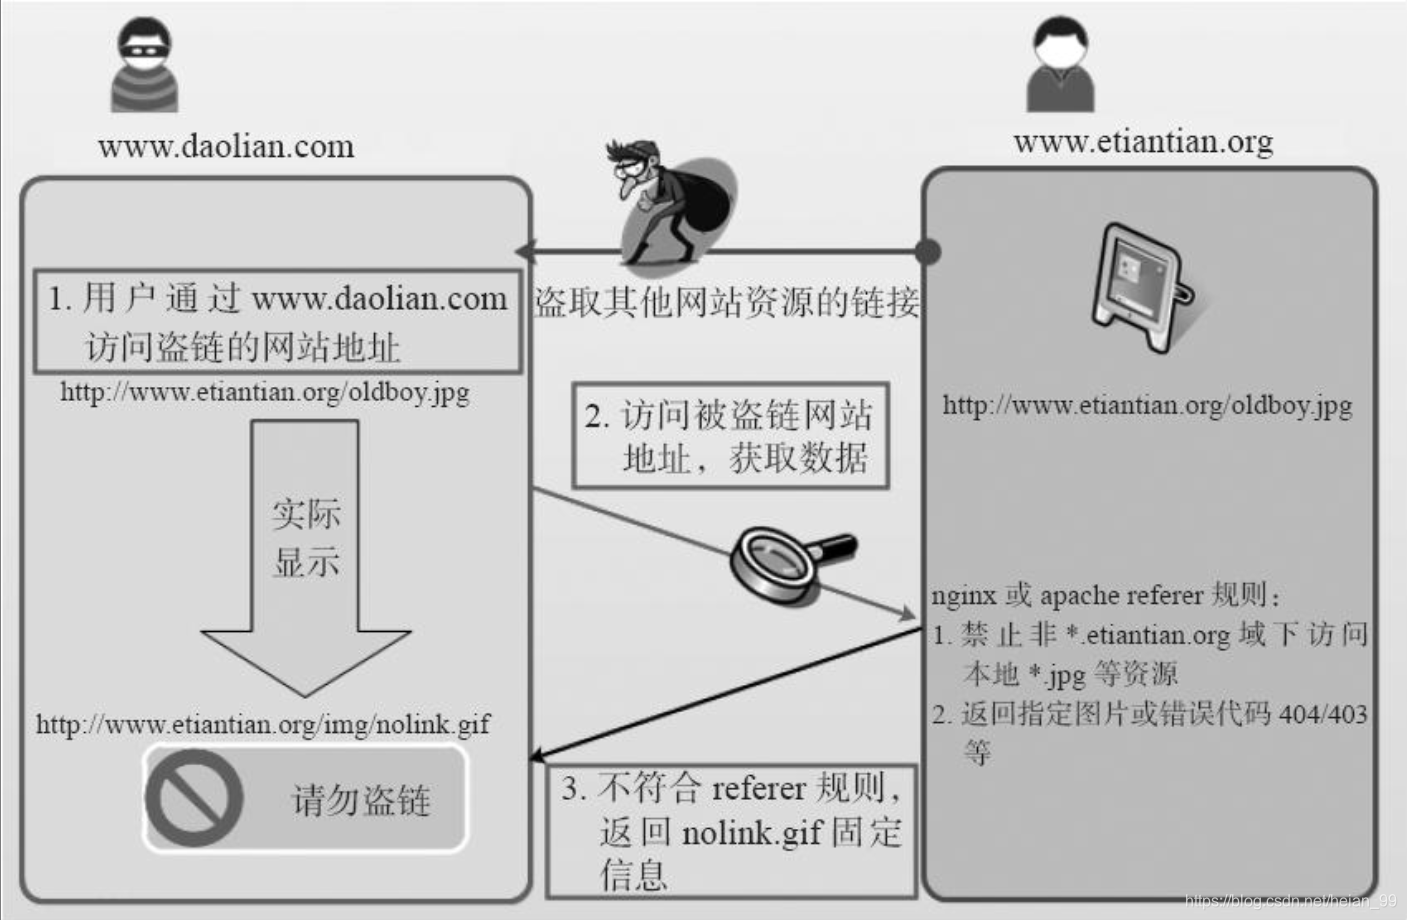 www.daolian.com
www.etiantian.org
1. 用户通过 www.daolian.com
访问盗链的网站地址
http://www.etiantian.org/oldboy.jpg
盗取其他网站资源的链接
2. 访问被盗链网站
地址，获取数据
http://www.etiantian.org/oldboy.jpg
实际
显示
nginx 或 apache referer 规则：
1. 禁止非 *.etiantian.org 域下访问
本地 *.jpg 等资源
2. 返回指定图片或错误代码 404/403
等
http://www.etiantian.org/img/nolink.gif
请勿盗链
3. 不符合 referer 规则，
返回 nolink.gif 固定
信息
https://blog.csdn.net/heian_99